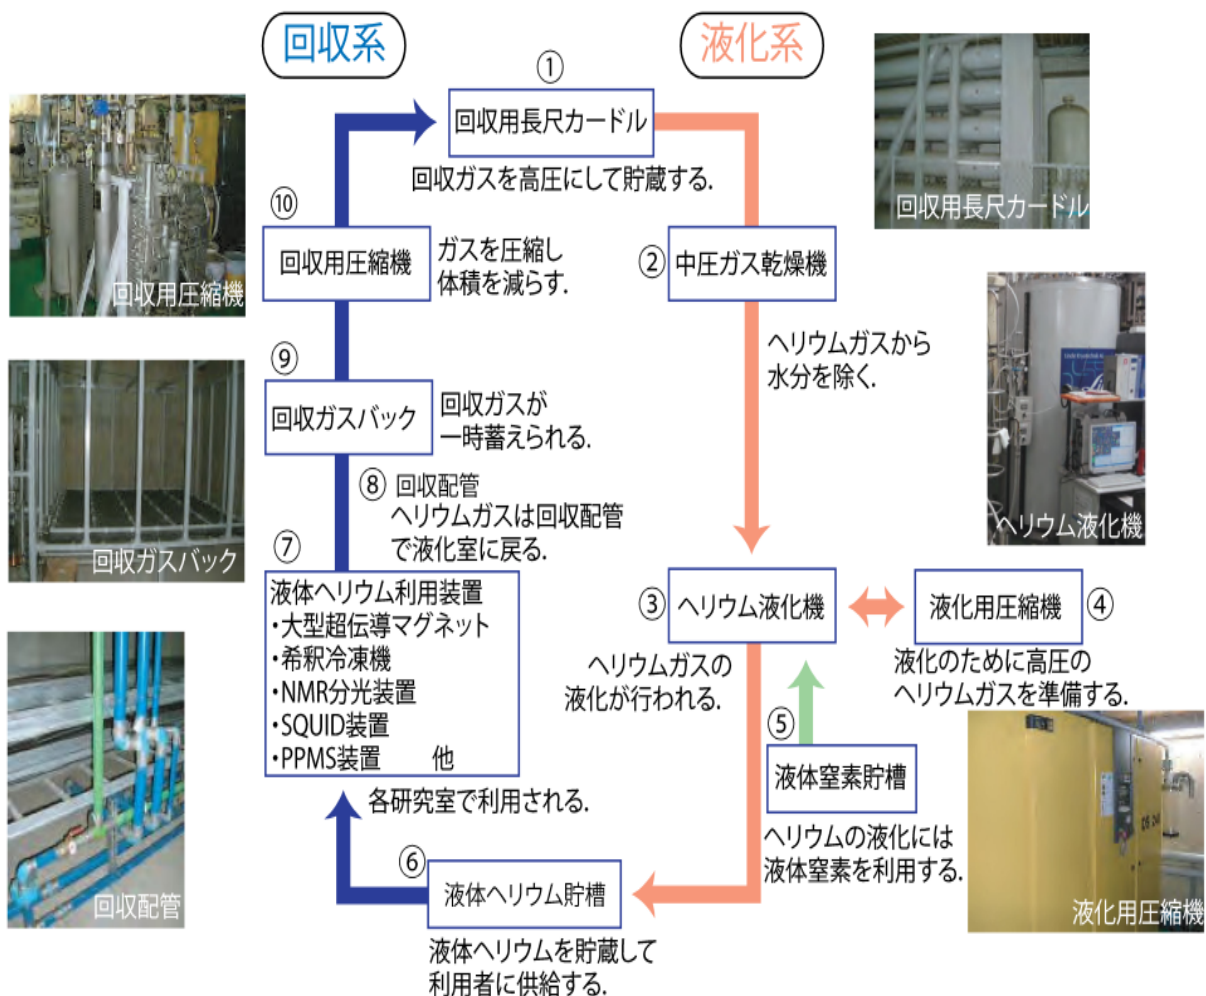 回収系
液化系
①
回収用長尺カードル
回収ガスを高圧にして貯蔵する.
回収用長尺カードル
⑩
回収用圧縮機
ガスを圧縮し
体積を減らす.
回収用圧縮機
②
中圧ガス乾燥機
ヘリウムガスから
水分を除く.
⑨
回収ガスバック
回収ガスが
一時蓄えられる.
回収ガスバック
⑧ 回収配管
ヘリウムガスは回収配管
で液化室に戻る.
ヘリウム液化機
⑦
液体ヘリウム利用装置
・大型超伝導マグネット
・希釈冷凍機
・NMR分光装置
・SQUID装置
・PPMS装置 他
各研究室で利用される.
③
ヘリウム液化機
ヘリウムガスの
液化が行われる.
液化用圧縮機
④
液化のために高圧の
ヘリウムガスを準備する.
⑤
液体窒素貯槽
ヘリウムの液化には
液体窒素を利用する.
⑥
液体ヘリウム貯槽
液体ヘリウムを貯蔵して
利用者に供給する.
回収配管
液化用圧縮機